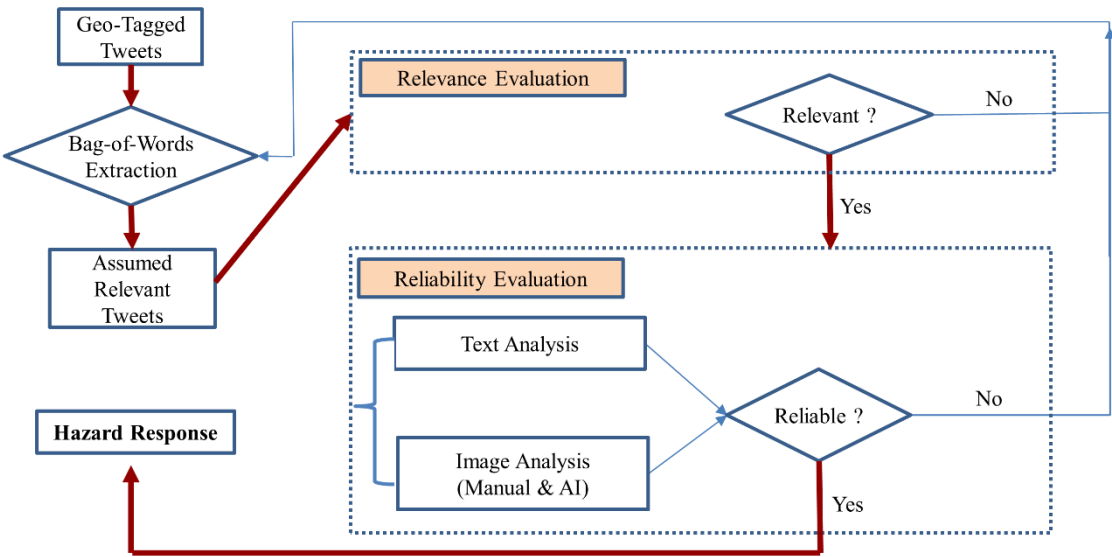 Geo-Tagged
Tweets
Bag-of-Words
Extraction
Assumed
Relevant
Tweets
Relevance Evaluation
Relevant ?
No
Yes
Reliability Evaluation
Text Analysis
Image Analysis
(Manual & AI)
Reliable ?
No
Yes
Hazard Response